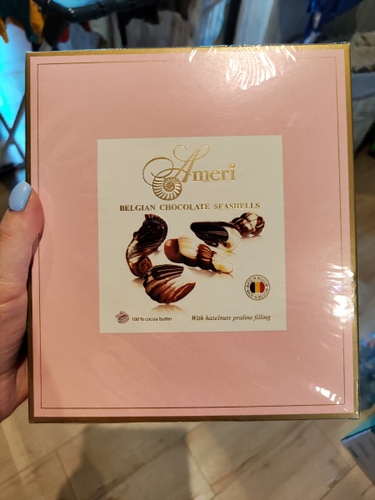 Ameri
BELGIAN CHOCOLATE SEASHELLS
100 % cocoa butter
With hazelnuts praline filling